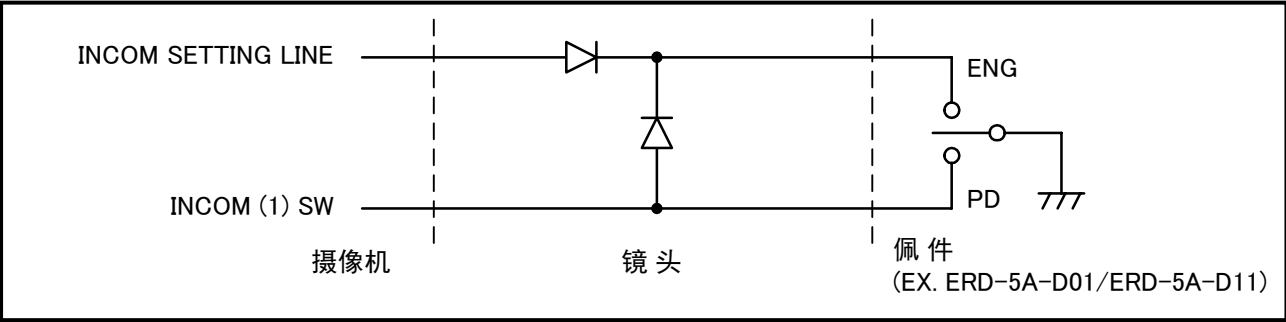 INCOM SETTING LINE
ENG
INCOM (1) SW
PD
摄像机
镜 头
佩 件
(EX. ERD-5A-D01/ERD-5A-D11)